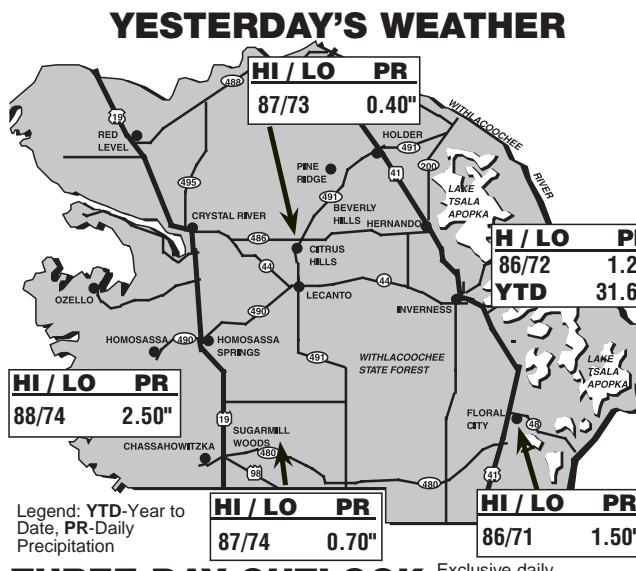 YESTERDAY'S WEATHER
HI / LO PR
87/73 0.40"
488
19
RED
LEVEL
HOLDER
WITHLACOOCHEE
RIVER
491
PINE
RIDGE
41
200
495
491
LAKE
TSALA
APOPKA
BEVERLY
HILLS
CRYSTAL RIVER
HERNANDO
486
CITRUS
HILLS
H / LO
86/72 1.2
YTD 31.6
44
44
OZELLO
LECANTO
INVERNESS
490
HOMOSASSA
490
HOMOSASSA
SPRINGS
491
WITHLACOOCHEE
STATE FOREST
LAKE
TSALA
APOPKA
HI / LO PR
88/74 2.50"
19
SUGARMILL
WOODS
FLORAL
CITY
48
CHASSAHOWITZKA
480
98
480
41
Legend: YTD-Year to
Date, PR-Daily
Precipitation
HI / LO PR
87/74 0.70"
HI / LO PR
86/71 1.50"
Exclusive daily